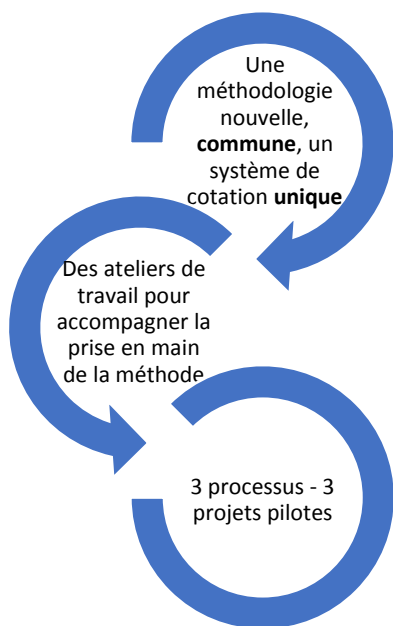 Une
méthodologie
nouvelle,
commune, un
système de
cotation unique
Des ateliers de
travail pour
accompagner la
prise en main
de la méthode
3 processus - 3
projets pilotes